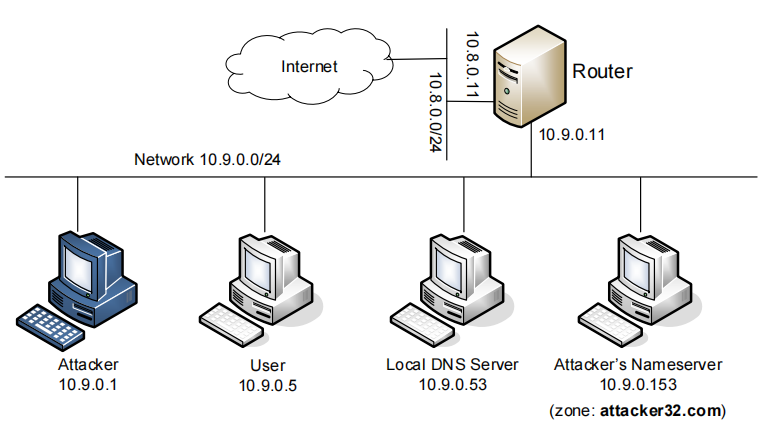 Internet
10.8.0.11
10.8.0.0/24
Router
10.9.0.11
Network 10.9.0.0/24
Attacker
10.9.0.1
User
10.9.0.5
Local DNS Server
10.9.0.53
Attacker's Nameserver
10.9.0.153
(zone: attacker32.com)